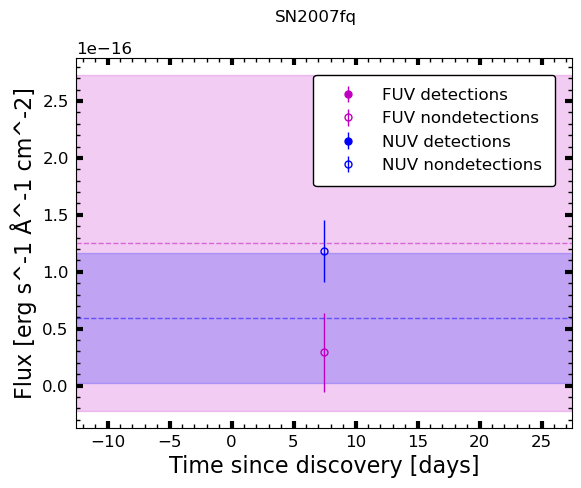 SN2007fq
1e−16
Flux [erg s^-1 Å^-1 cm^-2]
2.5
2.0
1.5
1.0
0.5
0.0
FUV detections
FUV nondetections
NUV detections
NUV nondetections
−10 −5 0 5 10 15 20 25
Time since discovery [days]